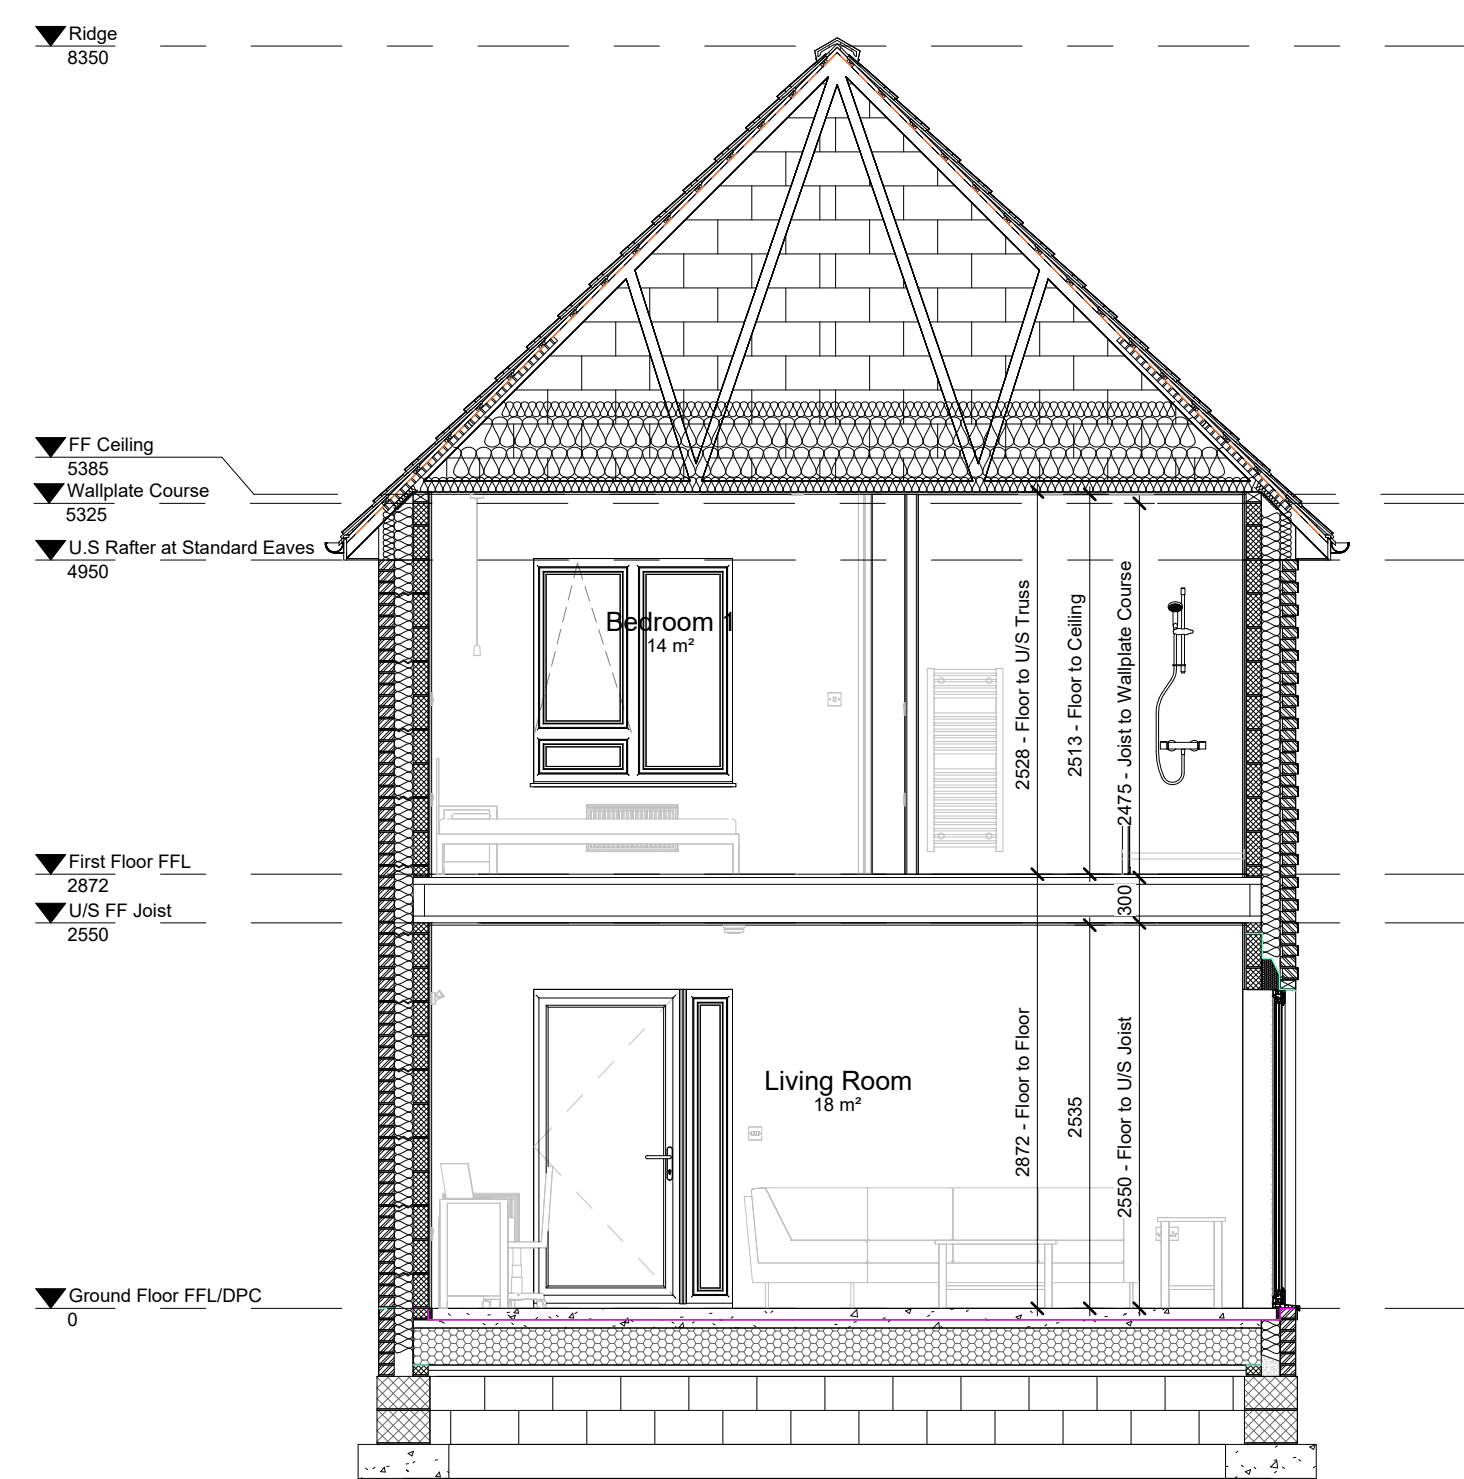 Ridge
8350
FF Ceiling
5385
Wallplate Course
5325
U.S Rafter at Standard Eaves
4950
Bedroom 1
14 m²
2528 - Floor to U/S Truss
2513 - Floor to Ceiling
2475 - Joist to Wallplate Course
First Floor FFL
2872
300
U/S FF Joist
2550
Living Room
18 m²
2872 - Floor to Floor
2535
2550 - Floor to U/S Joist
Ground Floor FFL/DPC
0